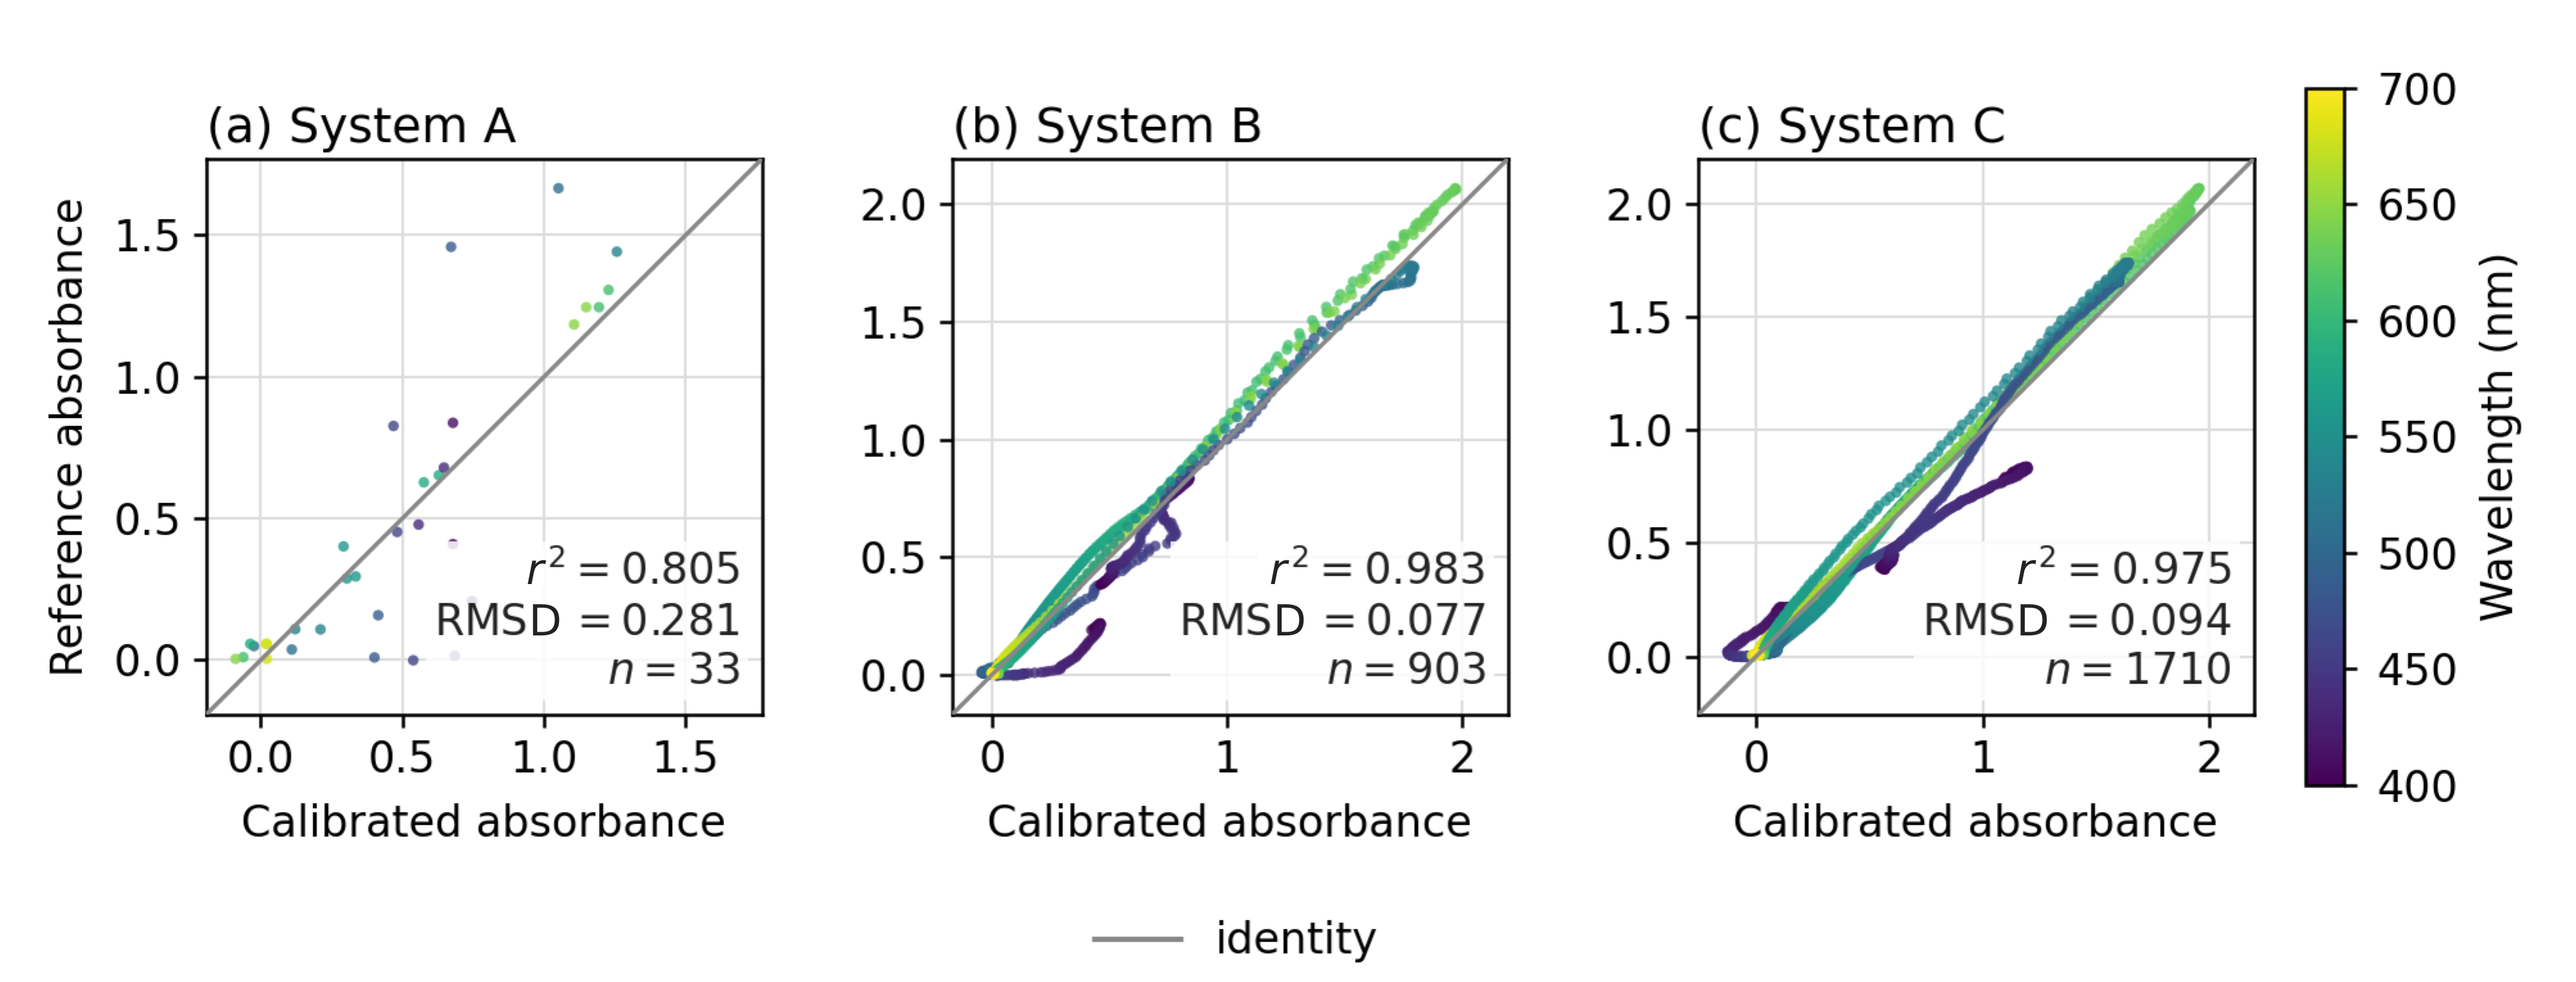 (a) System A
Reference absorbance
1.5
1.0
0.5
0.0
r² = 0.805
RMSD = 0.281
n = 33
0.0 0.5 1.0 1.5
Calibrated absorbance
(b) System B
2.0
1.5
1.0
0.5
0.0
r² = 0.983
RMSD = 0.077
n = 903
0 1 2
Calibrated absorbance
(c) System C
2.0
1.5
1.0
0.5
0.0
r² = 0.975
RMSD = 0.094
n = 1710
0 1 2
Calibrated absorbance
700
650
600
550
500
450
400
Wavelength (nm)
identity